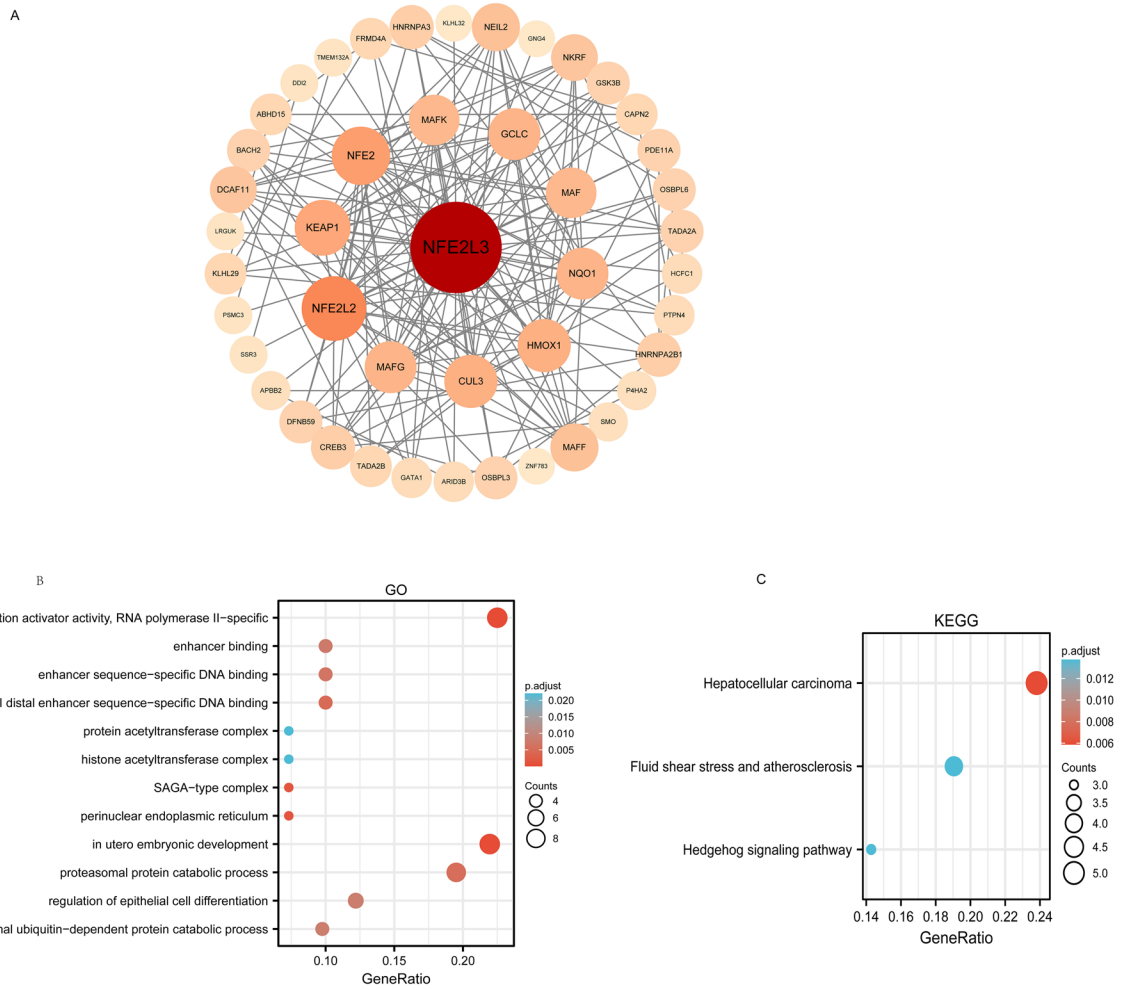 A
KLHL32
HNRNPA3
NEIL2
FRMD4A
GNG4
TMEM132A
NKRF
DDI2
GSK3B
ABHD15
MAFK
CAPN2
GCLC
BACH2
NFE2
PDE11A
DCAF11
MAF
OSBPL6
KEAP1
LRGUK
TADA2A
NFE2L3
KLHL29
NQO1
HCFC1
NFE2L2
PSMC3
PTPN4
HMOX1
SSR3
HNRNPA2B1
MAFG
CUL3
APBB2
P4HA2
DFNB59
SMO
CREB3
MAFF
TADA2B
ZNF783
GATA1
ARID3B
OSBPL3
B
GO
tion activator activity, RNA polymerase II−specific
enhancer binding
enhancer sequence−specific DNA binding
l distal enhancer sequence−specific DNA binding
protein acetyltransferase complex
histone acetyltransferase complex
SAGA−type complex
perinuclear endoplasmic reticulum
in utero embryonic development
proteasomal protein catabolic process
regulation of epithelial cell differentiation
nal ubiquitin−dependent protein catabolic process
0.10 0.15 0.20
GeneRatio
p.adjust
0.020
0.015
0.010
0.005
Counts
4
6
8
C
KEGG
Hepatocellular carcinoma
Fluid shear stress and atherosclerosis
Hedgehog signaling pathway
0.14 0.16 0.18 0.20 0.22 0.24
GeneRatio
p.adjust
0.012
0.010
0.008
0.006
Counts
3.0
3.5
4.0
4.5
5.0